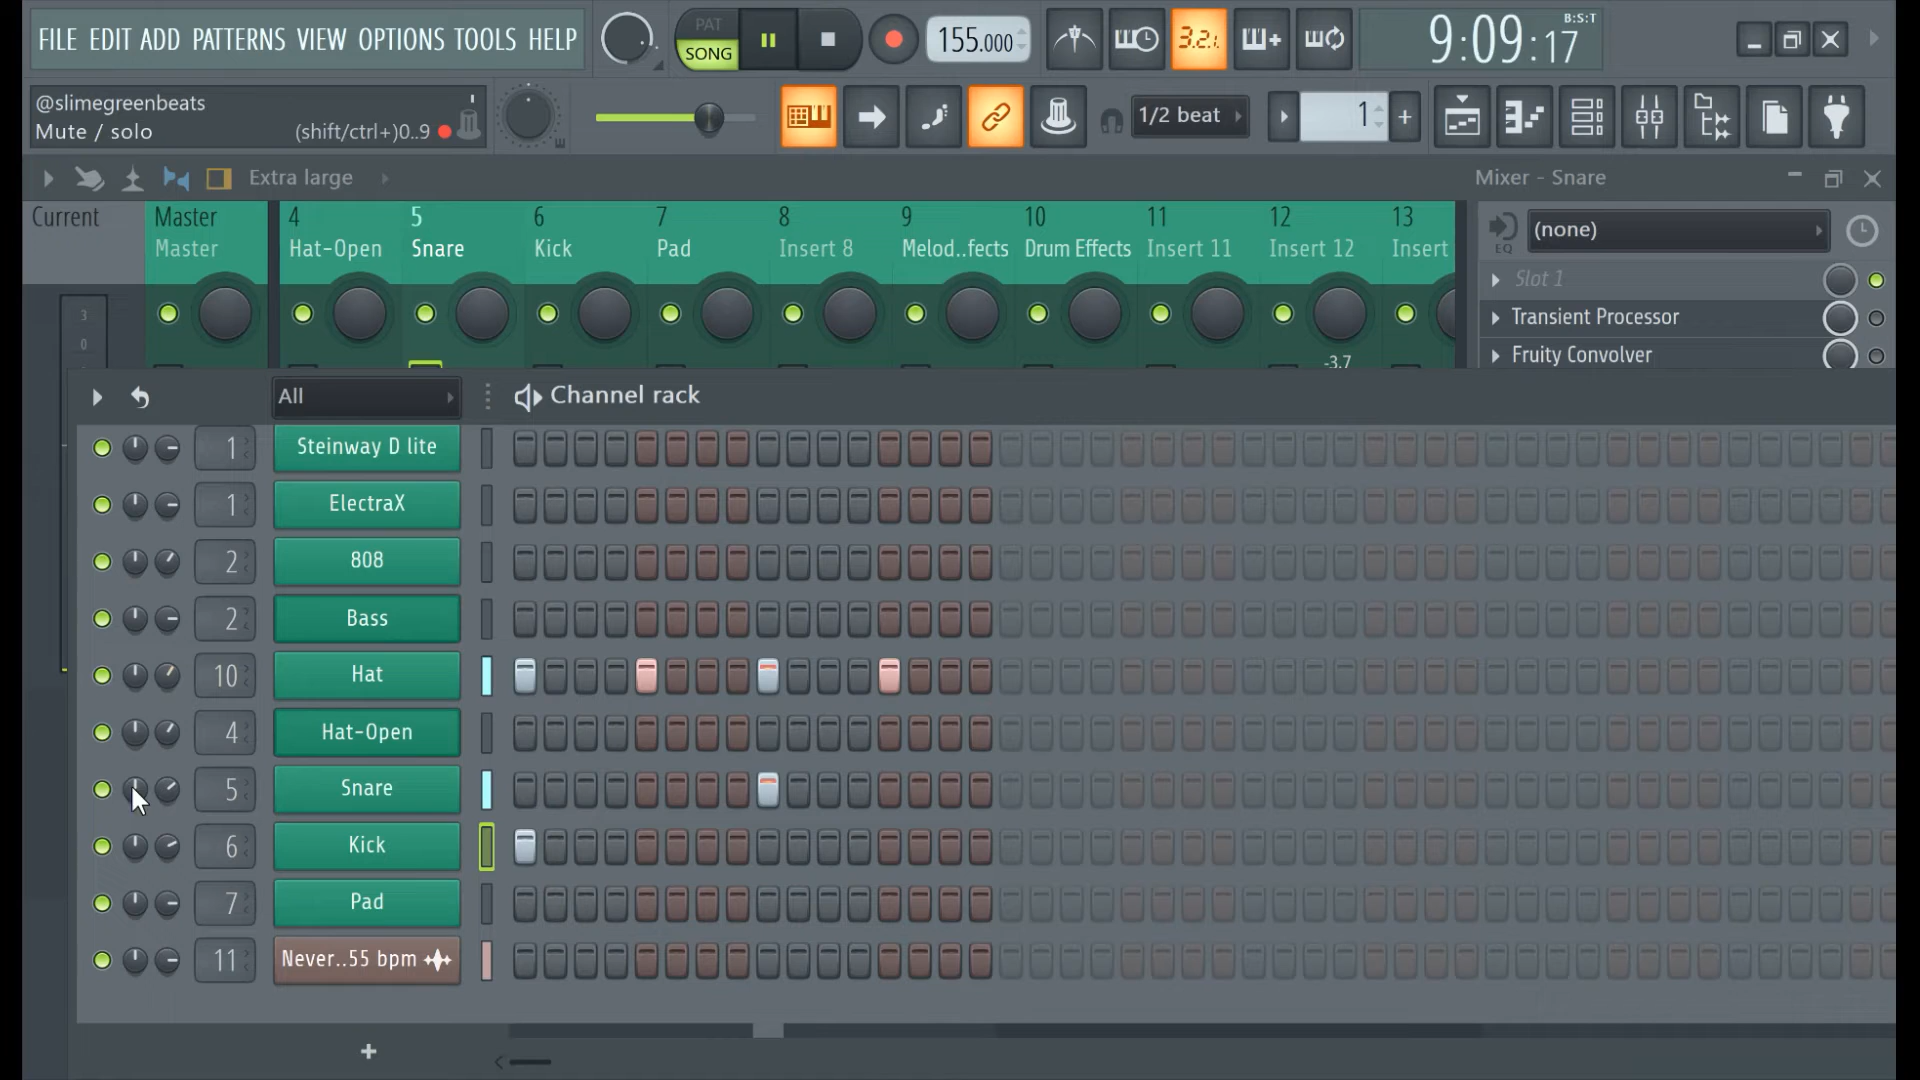 FILE EDIT ADD PATTERNS VIEW OPTIONS TOOLS HELP
PAT
SONG
155.000
3.2.1.
9:09:17
B:S:T
@slimegreenbeats
Mute / solo (shift/ctrl+)0..9
1/2 beat
1
+
Extra large
Mixer - Snare
Current
Master
Master
4
Hat-Open
5
Snare
6
Kick
7
Pad
8
Insert 8
9
Melod..fects
10
Drum Effects
11
Insert 11
12
Insert 12
13
Insert
3
0
-3.7
EQ
(none)
Slot 1
Transient Processor
Fruity Convolver
All
Channel rack
1 Steinway D lite
1 ElectraX
2 808
2 Bass
10 Hat
4 Hat-Open
5 Snare
6 Kick
7 Pad
11 Never..55 bpm
+